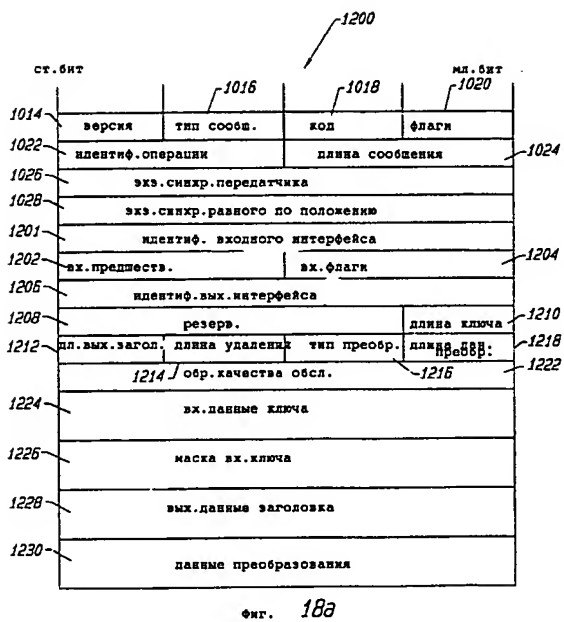 1200
ст.бит
мл.бит
1016
1018
1020
1014
версия
тип сообщ.
код
флаги
1022
идентиф.операции
длина сообщения
1024
1026
экз.синхр.передатчика
1028
экз.синхр.равного по положению
1201
идентиф. входного интерфейса
1202
вх.предшеств.
вх.флаги
1204
1206
идентиф.вых.интерфейса
1208
резерв.
длина ключа
1210
1212
дл.вых.загол.
длина удаления
тип преобр.
длина дан.
преобр.
1218
1214
обр.качества обсл.
1216
1222
1224
вх.данные ключа
1226
маска вх.ключа
1228
вых.данные заголовка
1230
данные преобразования
Фиг. 18а